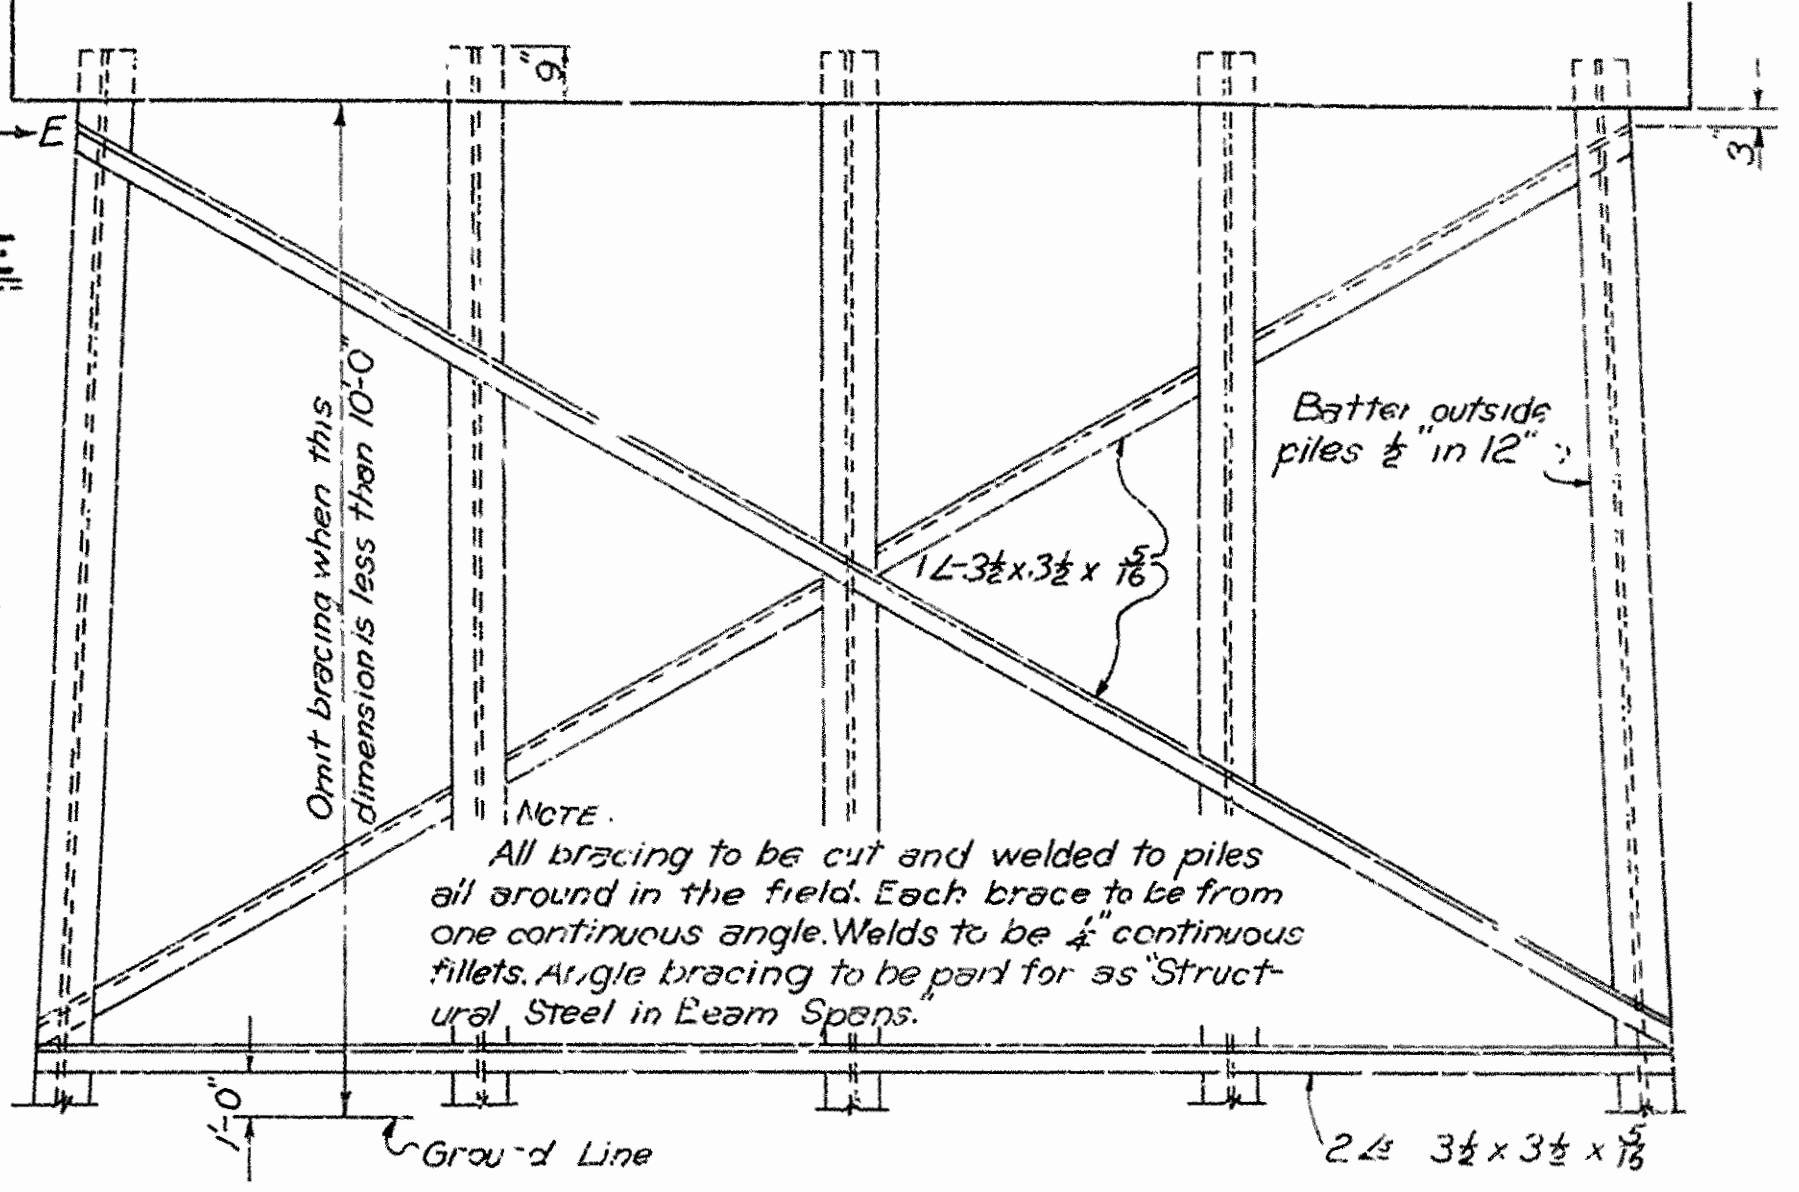 9"
E
3"
Omit bracing when this
dimension is less than 10'-0"
Batter outside
piles ½" in 12"
1 ∠-3½ x 3½ x 5/16
NOTE.
All bracing to be cut and welded to piles
all around in the field. Each brace to be from
one continuous angle. Welds to be ¼" continuous
fillets. Angle bracing to be paid for as "Struct-
ural Steel in Beam Spans."
1'-0"
Ground Line
2 ∠s 3½ x 3½ x 5/16